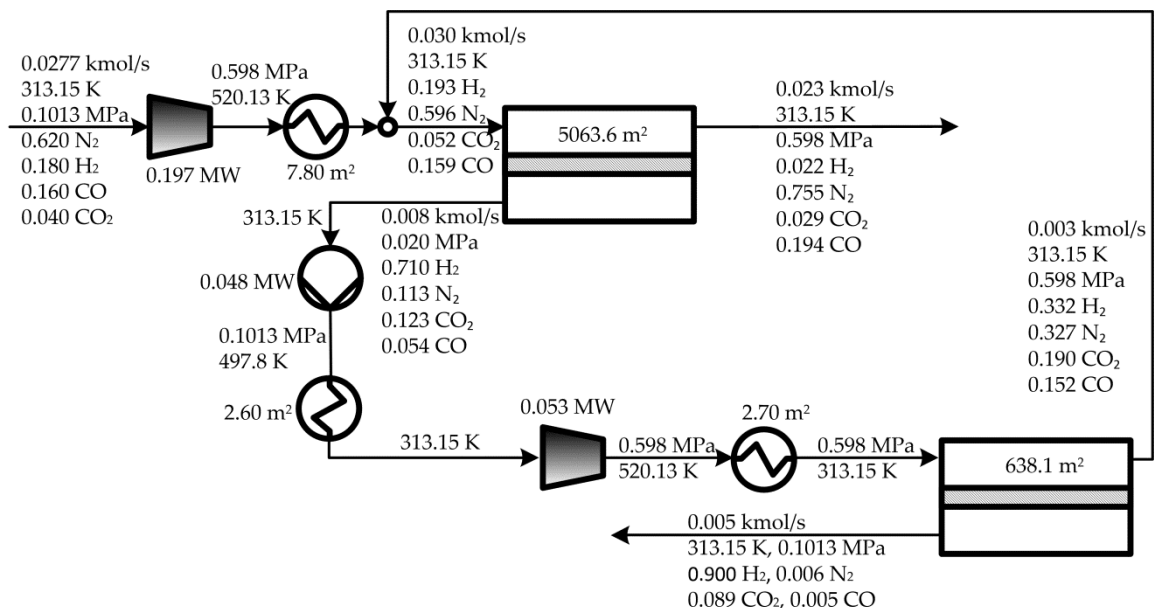 0.0277 kmol/s
313.15 K
0.1013 MPa
0.620 N₂
0.180 H₂
0.160 CO
0.040 CO₂
0.197 MW
0.598 MPa
520.13 K
7.80 m²
0.030 kmol/s
313.15 K
0.193 H₂
0.596 N₂
0.052 CO₂
0.159 CO
5063.6 m²
0.023 kmol/s
313.15 K
0.598 MPa
0.022 H₂
0.755 N₂
0.029 CO₂
0.194 CO
313.15 K
0.008 kmol/s
0.020 MPa
0.710 H₂
0.113 N₂
0.123 CO₂
0.054 CO
0.048 MW
0.1013 MPa
497.8 K
2.60 m²
313.15 K
0.053 MW
0.598 MPa
520.13 K
2.70 m²
0.598 MPa
313.15 K
0.003 kmol/s
313.15 K
0.598 MPa
0.332 H₂
0.327 N₂
0.190 CO₂
0.152 CO
638.1 m²
0.005 kmol/s
313.15 K, 0.1013 MPa
0.900 H₂, 0.006 N₂
0.089 CO₂, 0.005 CO